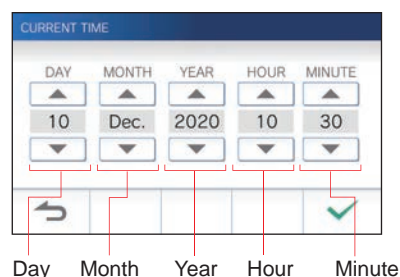 CURRENT TIME
DAY MONTH YEAR HOUR MINUTE
10 Dec. 2020 10 30
Day Month Year Hour Minute